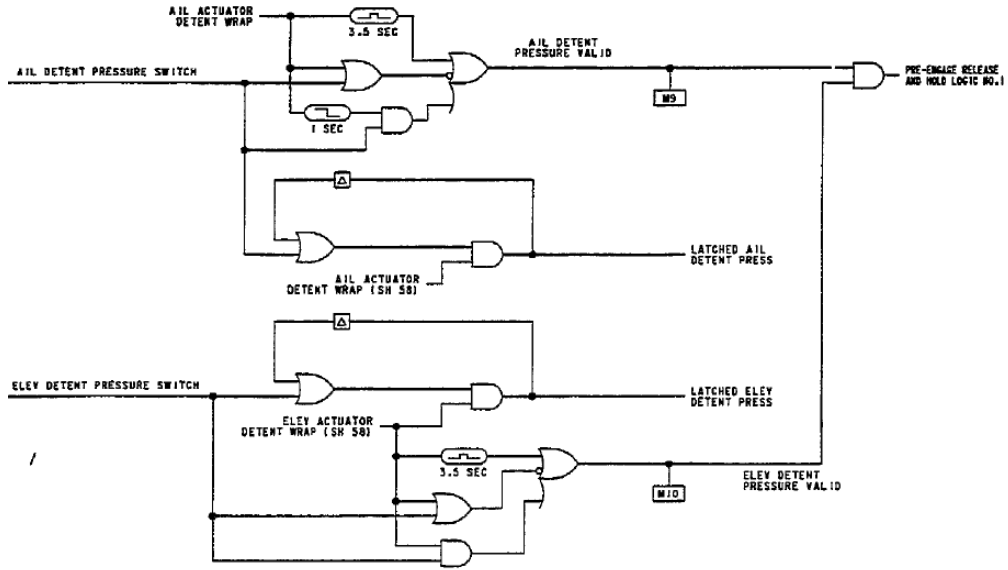 AIL ACTUATOR
DETENT WRAP
3.5 SEC
AIL DETENT
PRESSURE VALID
AIL DETENT PRESSURE SWITCH
M9
PRE-ENGAGE RELEASE
AND HOLD LOGIC NO.1
1 SEC
Δ
LATCHED AIL
DETENT PRESS
AIL ACTUATOR
DETENT WRAP (SH 58)
Δ
ELEV DETENT PRESSURE SWITCH
LATCHED ELEV
DETENT PRESS
ELEV ACTUATOR
DETENT WRAP (SH 58)
3.5 SEC
M10
ELEV DETENT
PRESSURE VALID